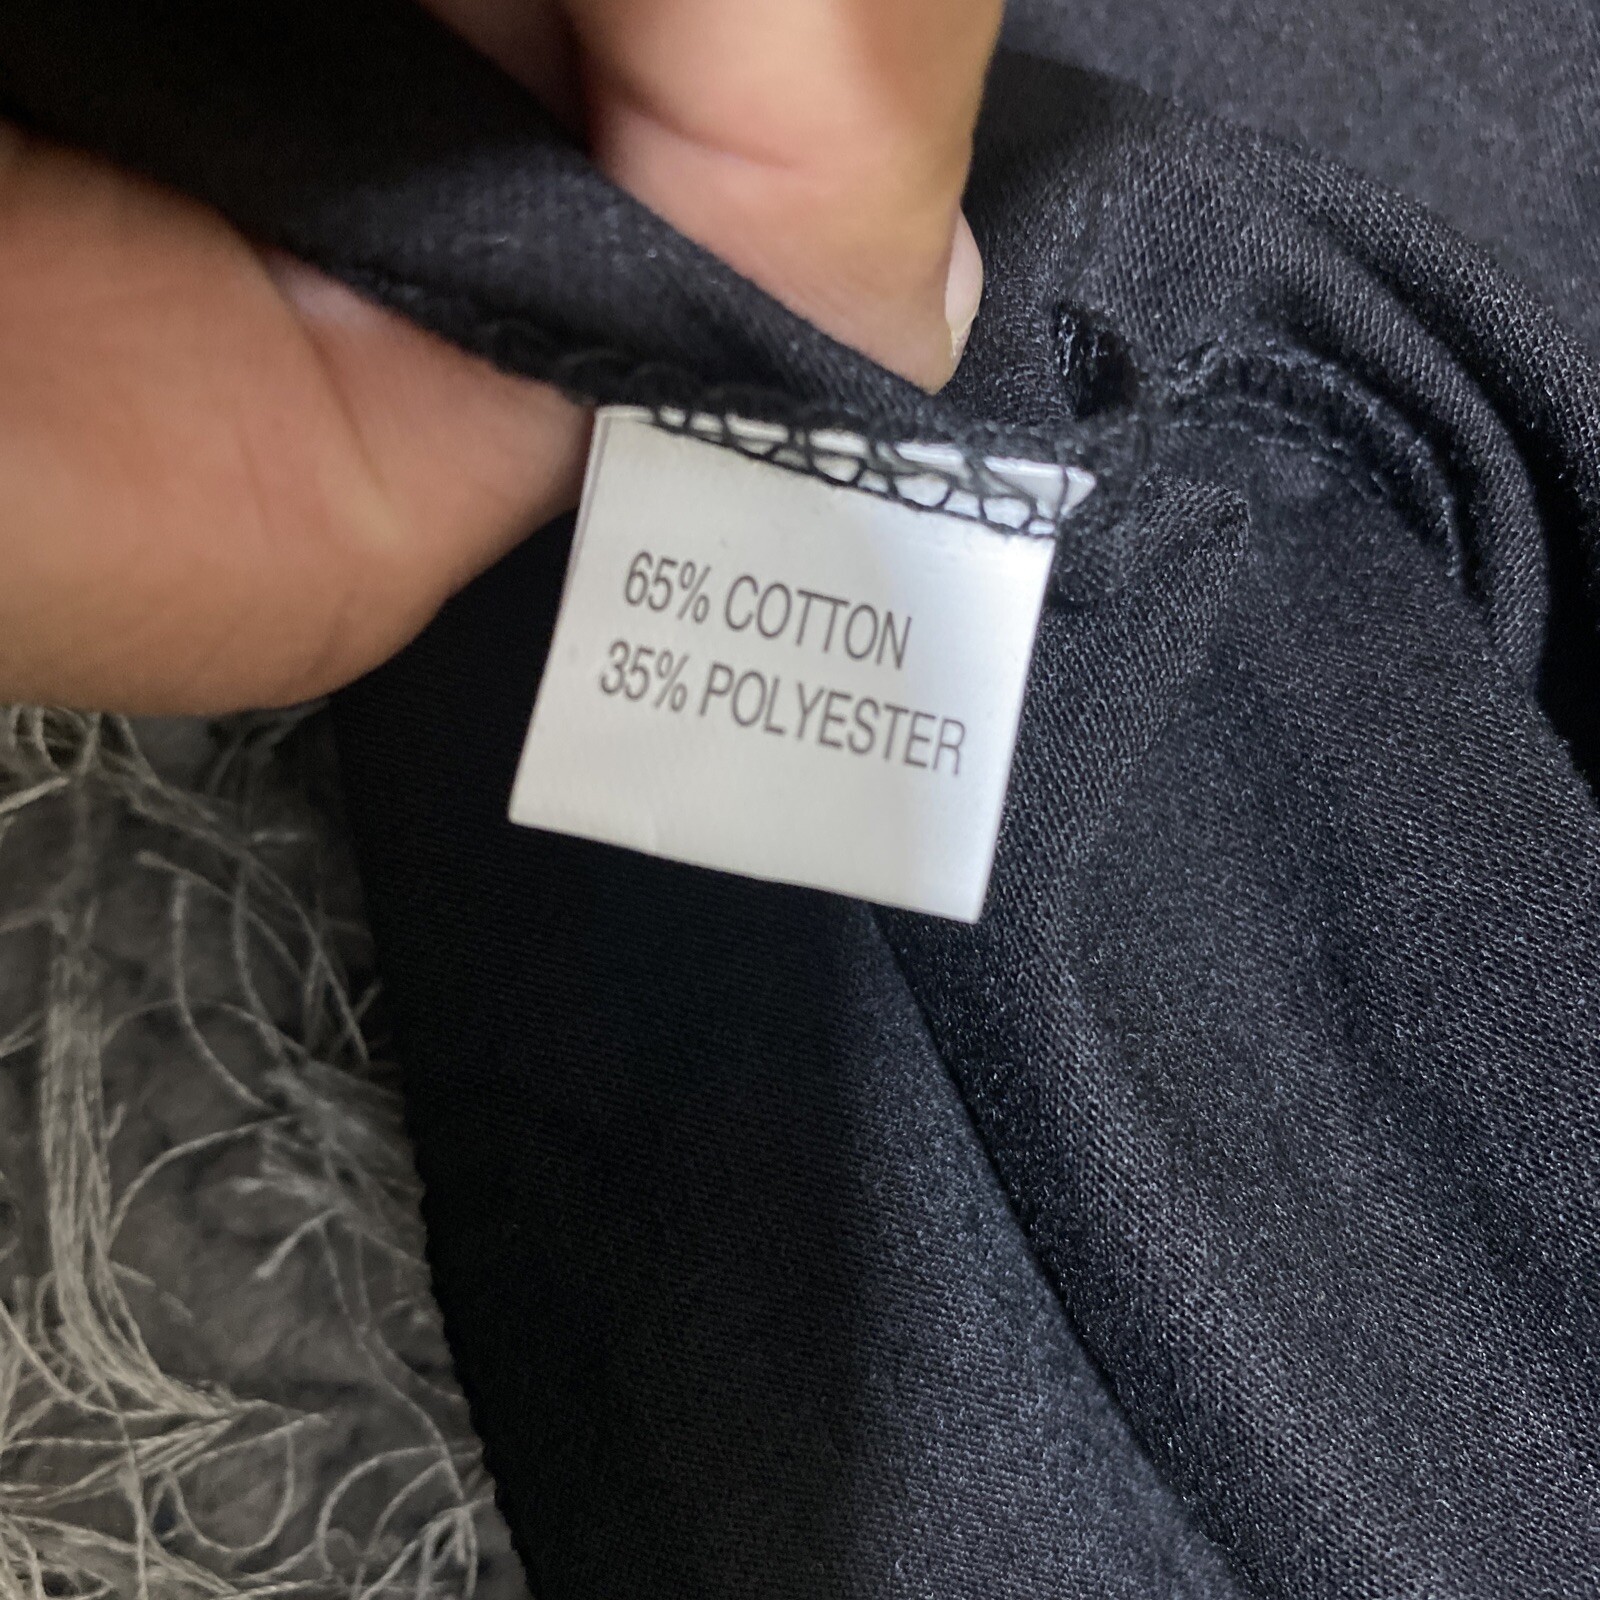 65% COTTON
35% POLYESTER